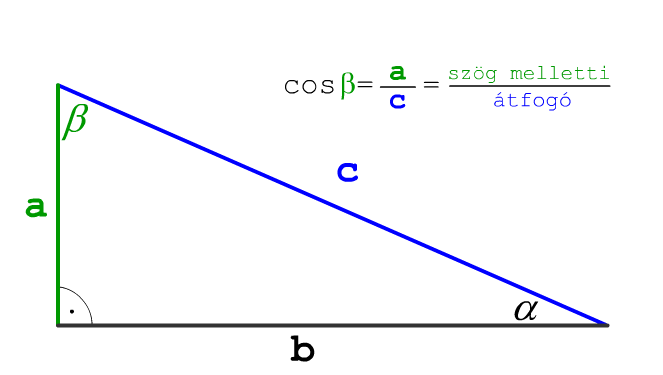 cos β = a/c = szög melletti / átfogó
β
c
a
α
b